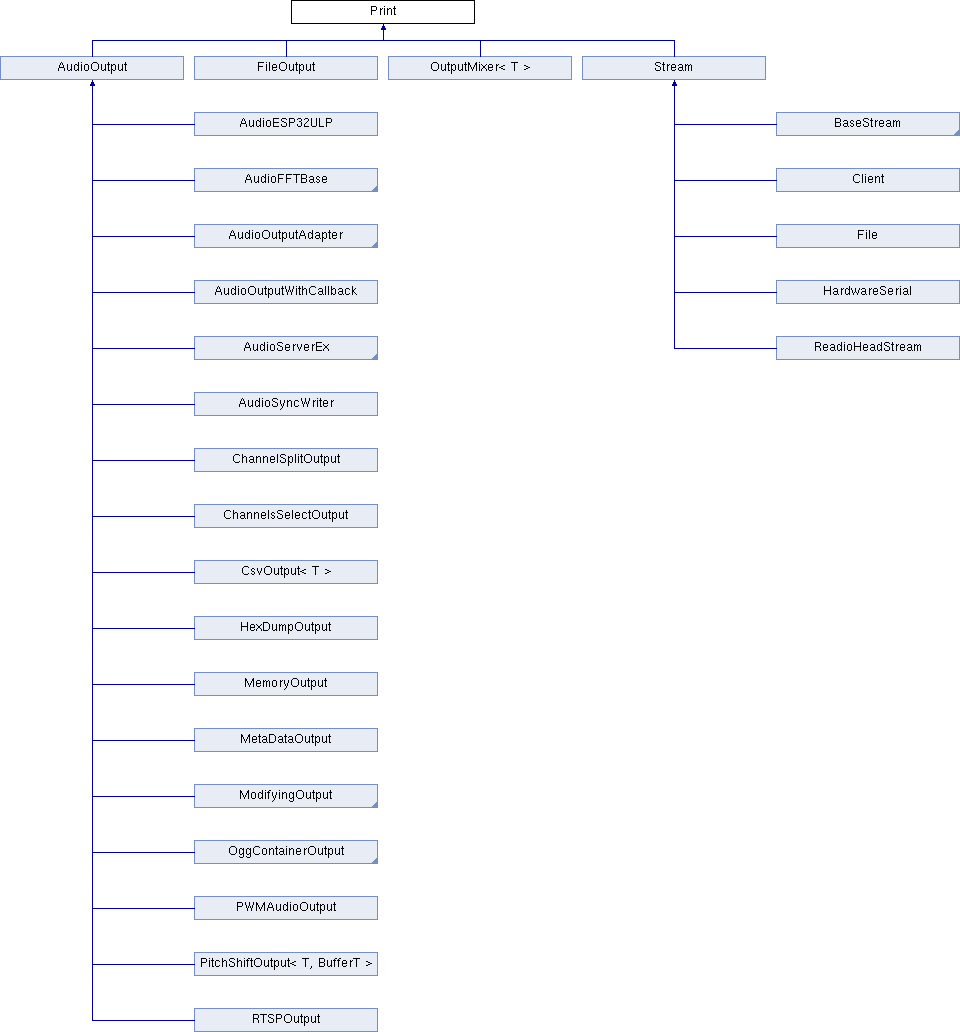 Print
AudioOutput
FileOutput
OutputMixer< T >
Stream
AudioESP32ULP
BaseStream
AudioFFTBase
Client
AudioOutputAdapter
File
AudioOutputWithCallback
HardwareSerial
AudioServerEx
ReadioHeadStream
AudioSyncWriter
ChannelSplitOutput
ChannelsSelectOutput
CsvOutput< T >
HexDumpOutput
MemoryOutput
MetaDataOutput
ModifyingOutput
OggContainerOutput
PWMAudioOutput
PitchShiftOutput< T, BufferT >
RTSPOutput